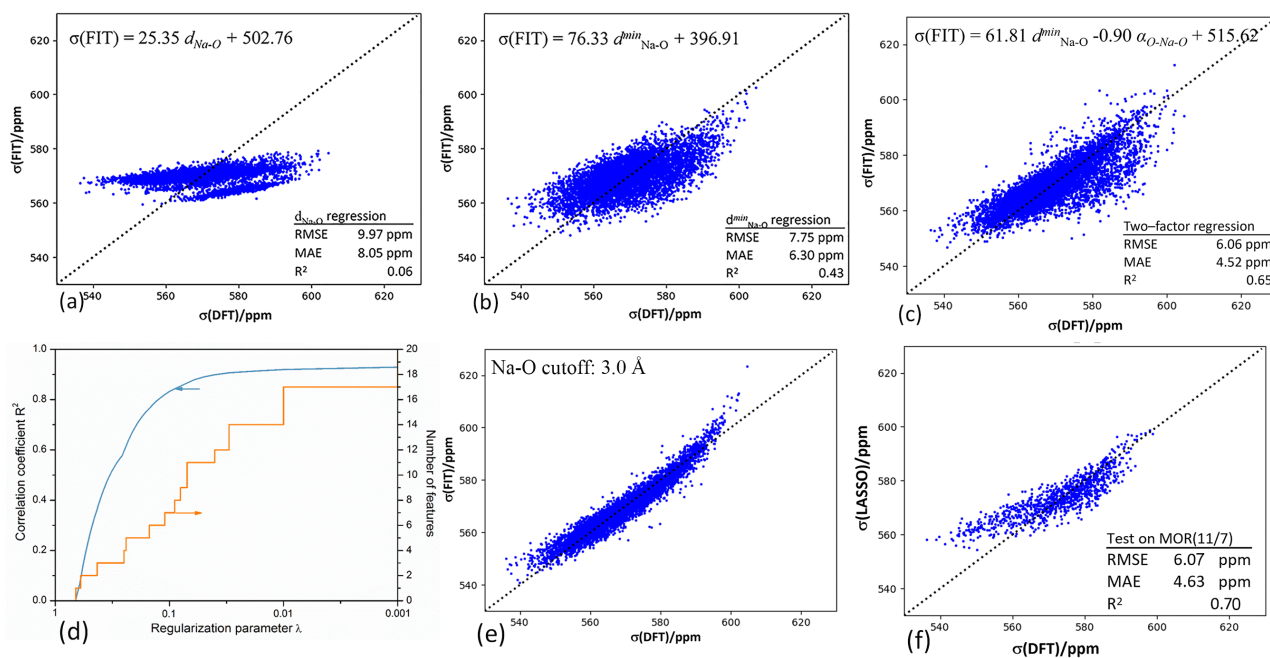 σ(FIT) = 25.35 d_Na-O + 502.76
620
600
580
560
540
σ(FIT)/ppm
d_Na-O regression
RMSE 9.97 ppm
MAE 8.05 ppm
R² 0.06
(a)
540 560 580 600 620
σ(DFT)/ppm
σ(FIT) = 76.33 d^min_Na-O + 396.91
620
600
580
560
540
σ(FIT)/ppm
d^min_Na-O regression
RMSE 7.75 ppm
MAE 6.30 ppm
R² 0.43
(b)
540 560 580 600 620
σ(DFT)/ppm
σ(FIT) = 61.81 d^min_Na-O -0.90 α_O-Na-O + 515.62
620
600
580
560
540
σ(FIT)/ppm
Two–factor regression
RMSE 6.06 ppm
MAE 4.52 ppm
R² 0.65
(c)
540 560 580 600 620
σ(DFT)/ppm
1.0
0.8
0.6
0.4
0.2
0.0
Correlation coefficient R²
20
18
16
14
12
10
8
6
4
2
0
Number of features
1 0.1 0.01 0.001
(d)
Regularization parameter λ
Na-O cutoff: 3.0 Å
620
600
580
560
540
σ(FIT)/ppm
(e)
540 560 580 600 620
σ(DFT)/ppm
620
600
580
560
540
σ(LASSO)/ppm
Test on MOR(11/7)
RMSE 6.07 ppm
MAE 4.63 ppm
R² 0.70
(f)
540 560 580 600 620
σ(DFT)/ppm